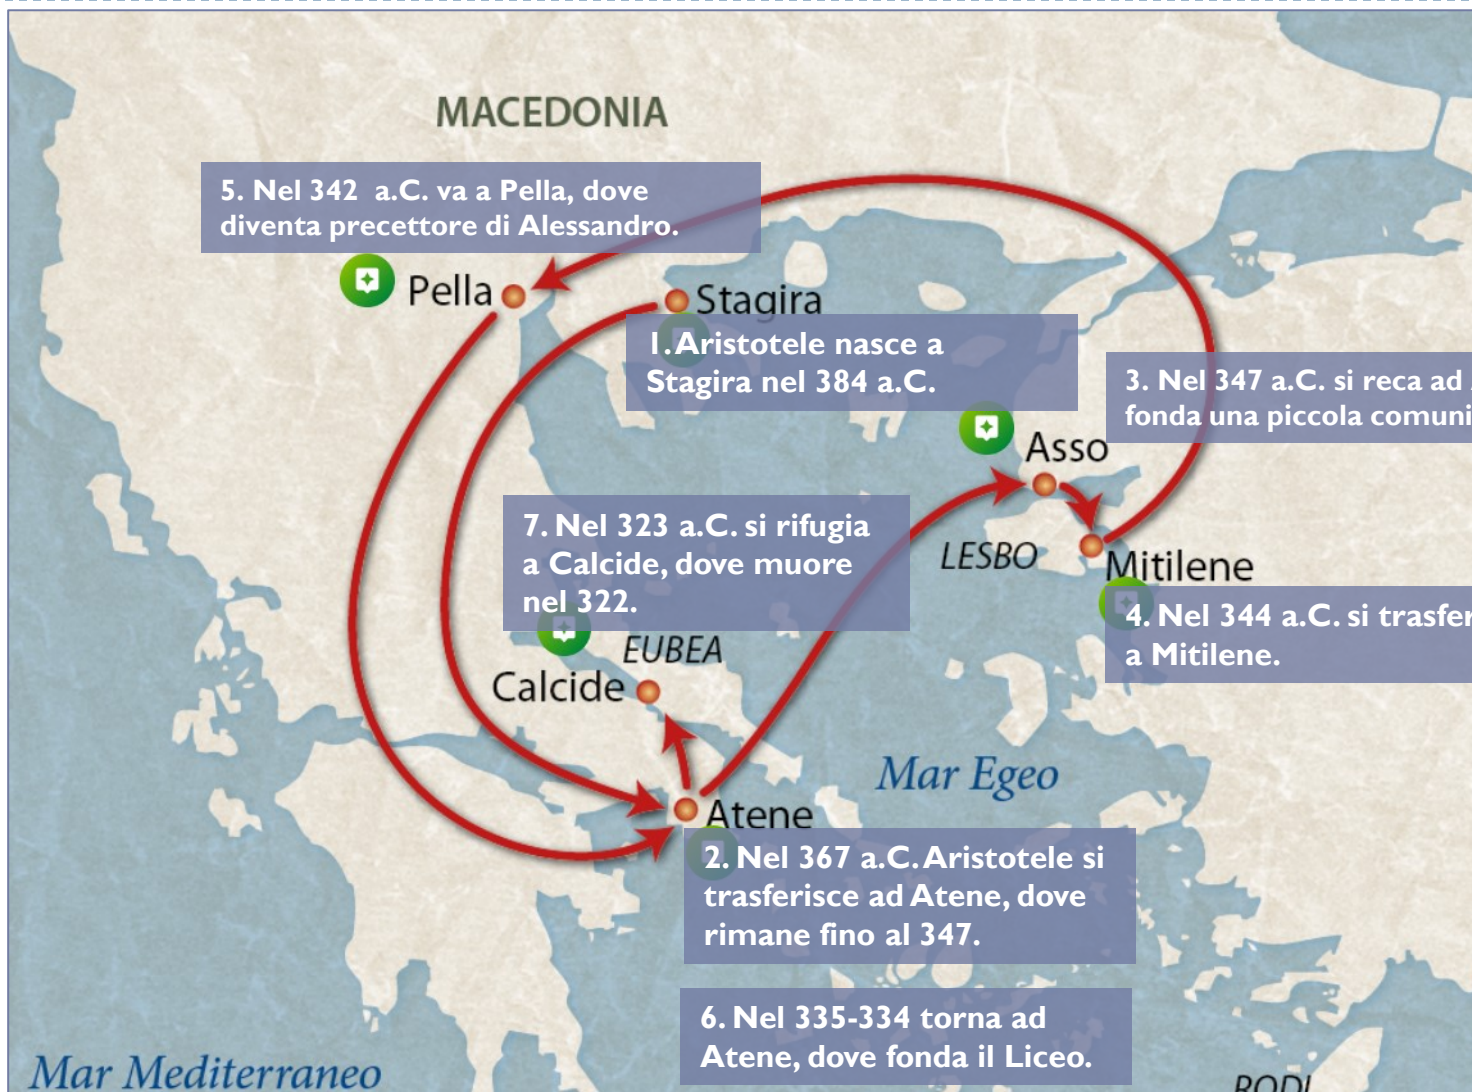 MACEDONIA
5. Nel 342 a.C. va a Pella, dove
diventa precettore di Alessandro.
Pella
Stagira
1. Aristotele nasce a
Stagira nel 384 a.C.
3. Nel 347 a.C. si reca ad
fonda una piccola
Asso
7. Nel 323 a.C. si rifugia
a Calcide, dove muore
nel 322.
LESBO
Mitilene
4. Nel 344 a.C. si
a Mitilene.
EUBEA
Calcide
Mar Egeo
Atene
2. Nel 367 a.C. Aristotele si
trasferisce ad Atene, dove
rimane fino al 347.
6. Nel 335-334 torna ad
Atene, dove fonda il Liceo.
Mar Mediterraneo
RODI